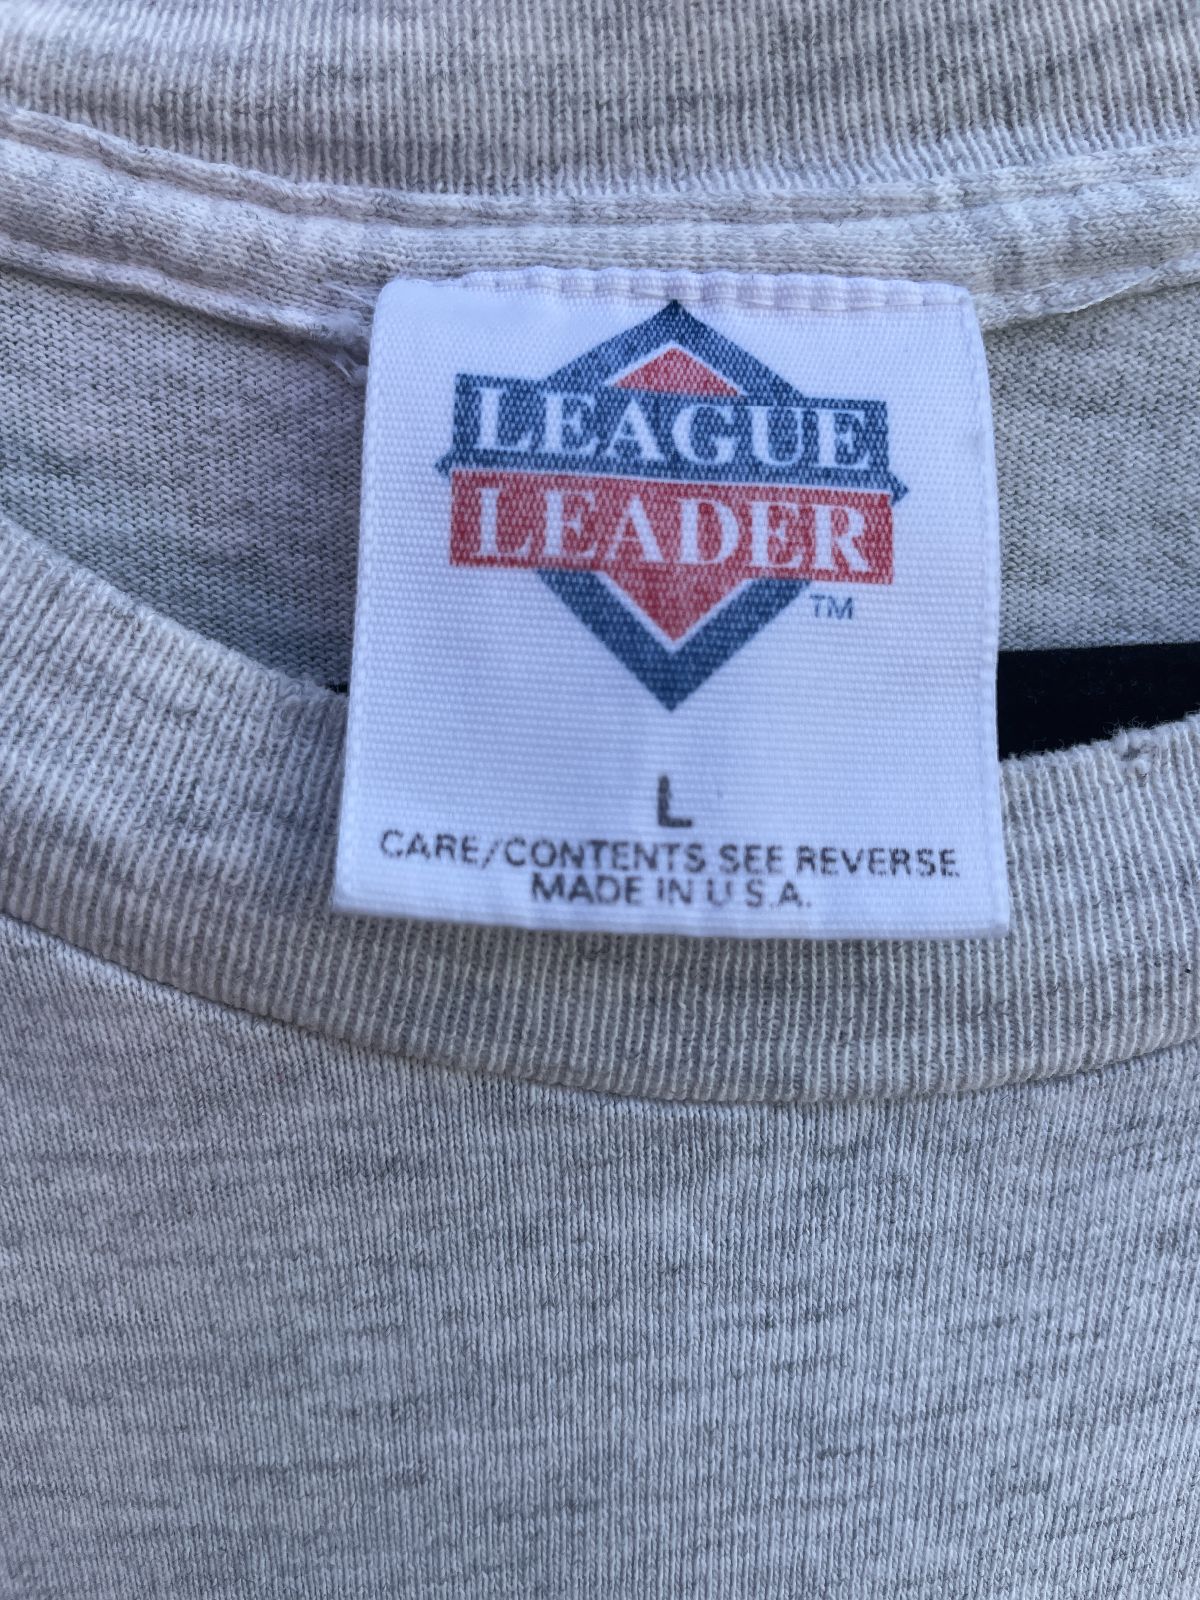 LEAGUE
LEADER
TM
L
CARE/CONTENTS SEE REVERSE
MADE IN U S.A.